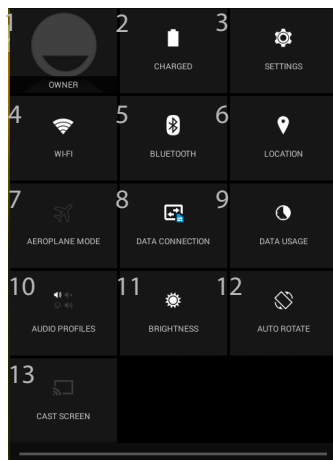 1
OWNER
2
CHARGED
3
SETTINGS
4
WI-FI
5
BLUETOOTH
6
LOCATION
7
AEROPLANE MODE
8
DATA CONNECTION
9
DATA USAGE
10
AUDIO PROFILES
11
BRIGHTNESS
12
AUTO ROTATE
13
CAST SCREEN